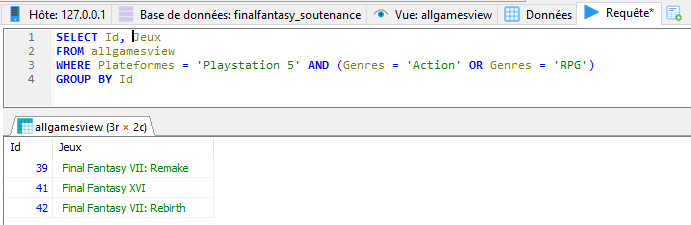 Hôte: 127.0.0.1 Base de données: finalfantasy_soutenance Vue: allgamesview Données Requête*
1 SELECT Id, Jeux
2 FROM allgamesview
3 WHERE Plateformes = 'Playstation 5' AND (Genres = 'Action' OR Genres = 'RPG')
4 GROUP BY Id
allgamesview (3r × 2c)
Id Jeux
39 Final Fantasy VII: Remake
41 Final Fantasy XVI
42 Final Fantasy VII: Rebirth